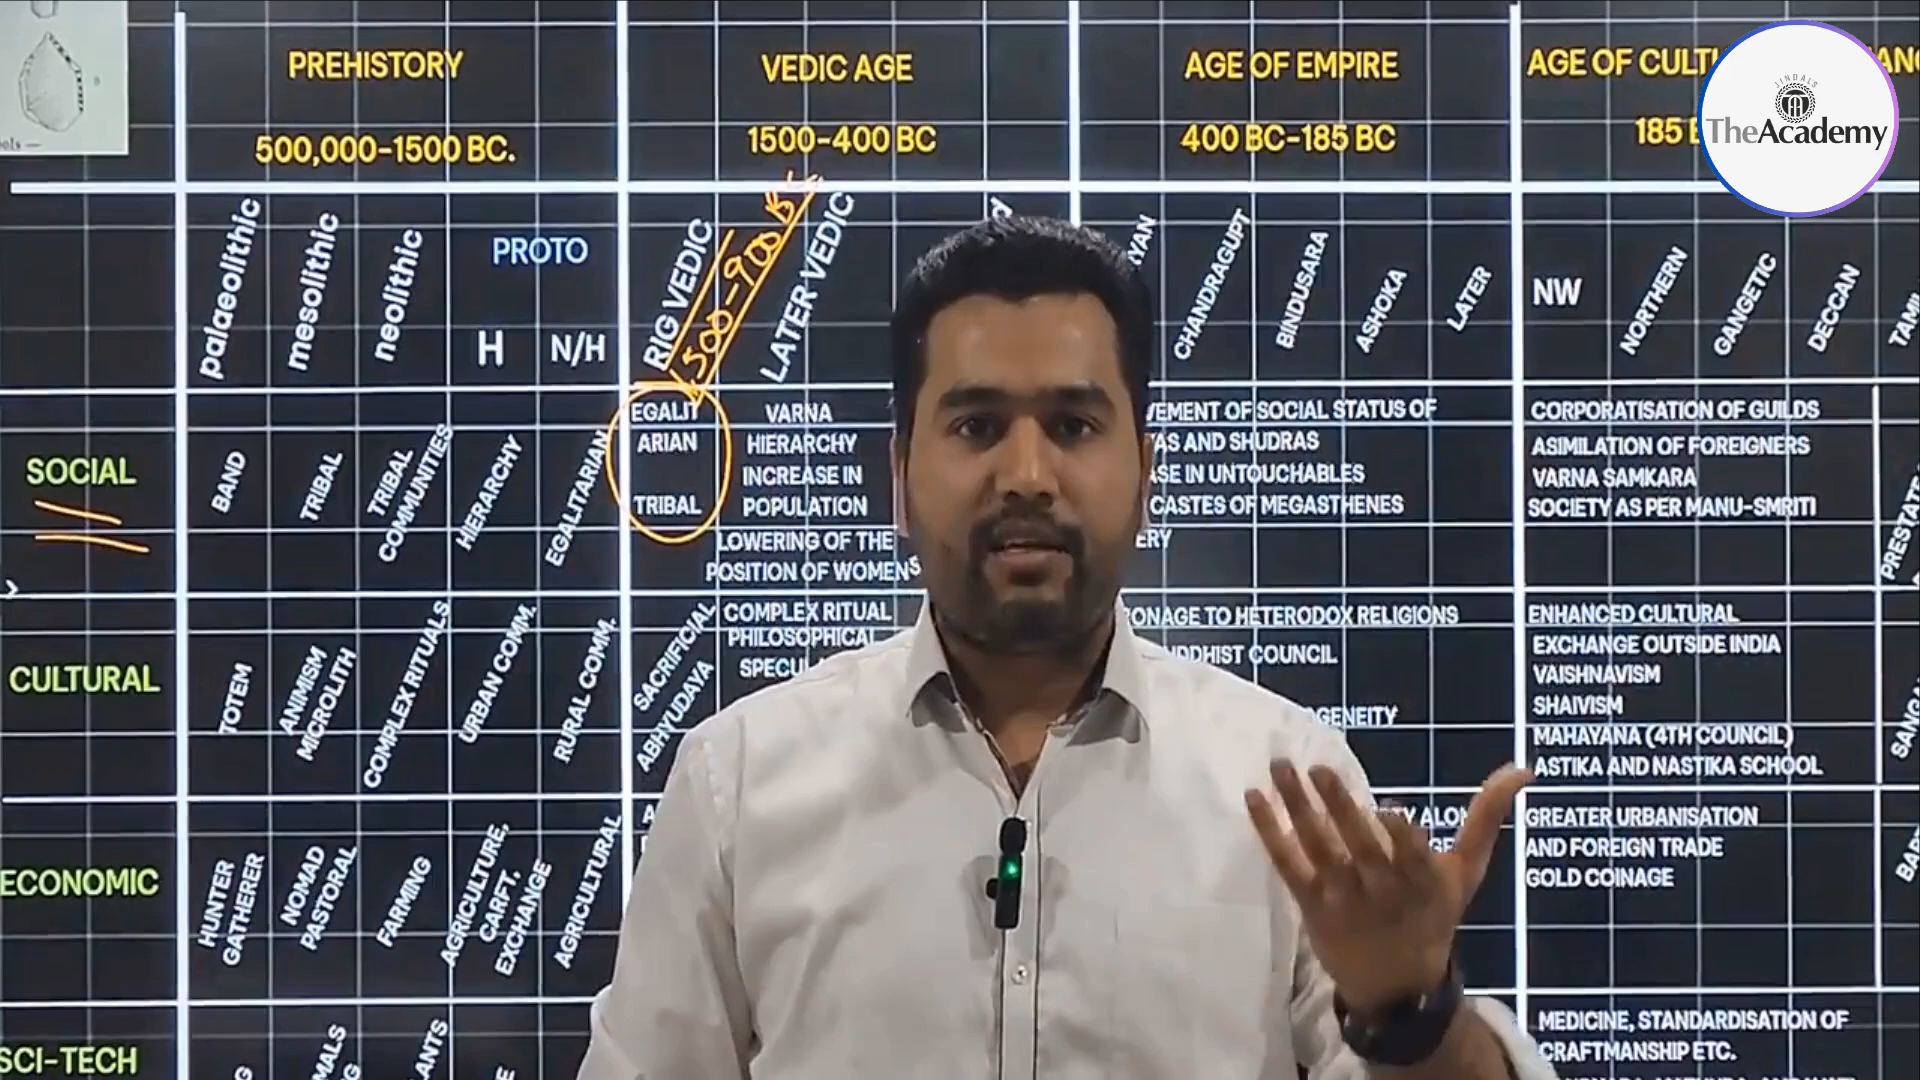 PREHISTORY
500,000-1500 BC.
VEDIC AGE
1500-400 BC
AGE OF EMPIRE
400 BC-185 BC
AGE OF
185
JINDALS
TheAcademy
palaeolithic
mesolithic
neolithic
PROTO
H
N/H
RIG VEDIC
1500-900 BC
LATER VEDIC
CHANDRAGUPT
BINDUSARA
ASHOKA
LATER
NW
NORTHERN
GANGETIC
DECCAN
SOCIAL
BAND
TRIBAL
TRIBAL
COMMUNITIES
HIERARCHY
EGALITARIAN
EGALIT
ARIAN
TRIBAL
VARNA
HIERARCHY
INCREASE IN
POPULATION
LOWERING OF THE
POSITION OF WOMEN
OF SOCIAL STATUS OF
AND SHUDRAS
IN UNTOUCHABLES
CASTES OF MEGASTHENES
CORPORATISATION OF GUILDS
ASIMILATION OF FOREIGNERS
VARNA SAMKARA
SOCIETY AS PER MANU-SMRITI
CULTURAL
TOTEM
ANIMISM
MICROLITH
COMPLEX RITUALS
URBAN COMM.
RURAL COMM.
SACRIFICIAL
ABHYUDAYA
COMPLEX RITUAL
PHILOSOPHICAL
TO HETERODOX RELIGIONS
COUNCIL
ENHANCED CULTURAL
EXCHANGE OUTSIDE INDIA
VAISHNAVISM
SHAIVISM
MAHAYANA (4TH COUNCIL)
ASTIKA AND NASTIKA SCHOOL
ECONOMIC
HUNTER
GATHERER
NOMAD
PASTORAL
FARMING
AGRICULTURE,
CARFT,
EXCHANGE
AGRICULTURAL
GREATER URBANISATION
AND FOREIGN TRADE
GOLD COINAGE
SCI-TECH
MEDICINE, STANDARDISATION OF
CRAFTMANSHIP ETC.